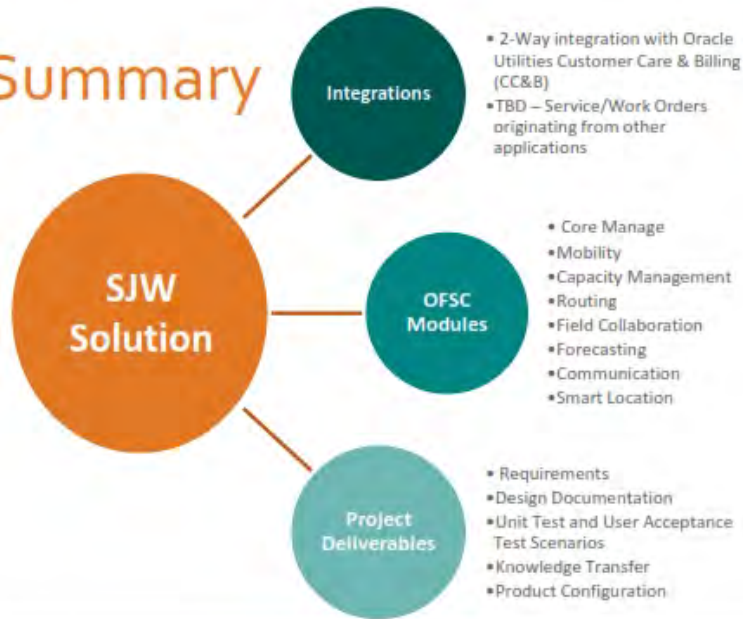 Summary
Integrations
• 2-Way integration with Oracle
Utilities Customer Care & Billing
(CC&B)
•TBD – Service/Work Orders
originating from other
applications
SJW
Solution
OFSC
Modules
• Core Manage
•Mobility
•Capacity Management
•Routing
•Field Collaboration
•Forecasting
•Communication
•Smart Location
Project
Deliverables
• Requirements
•Design Documentation
•Unit Test and User Acceptance
Test Scenarios
•Knowledge Transfer
•Product Configuration